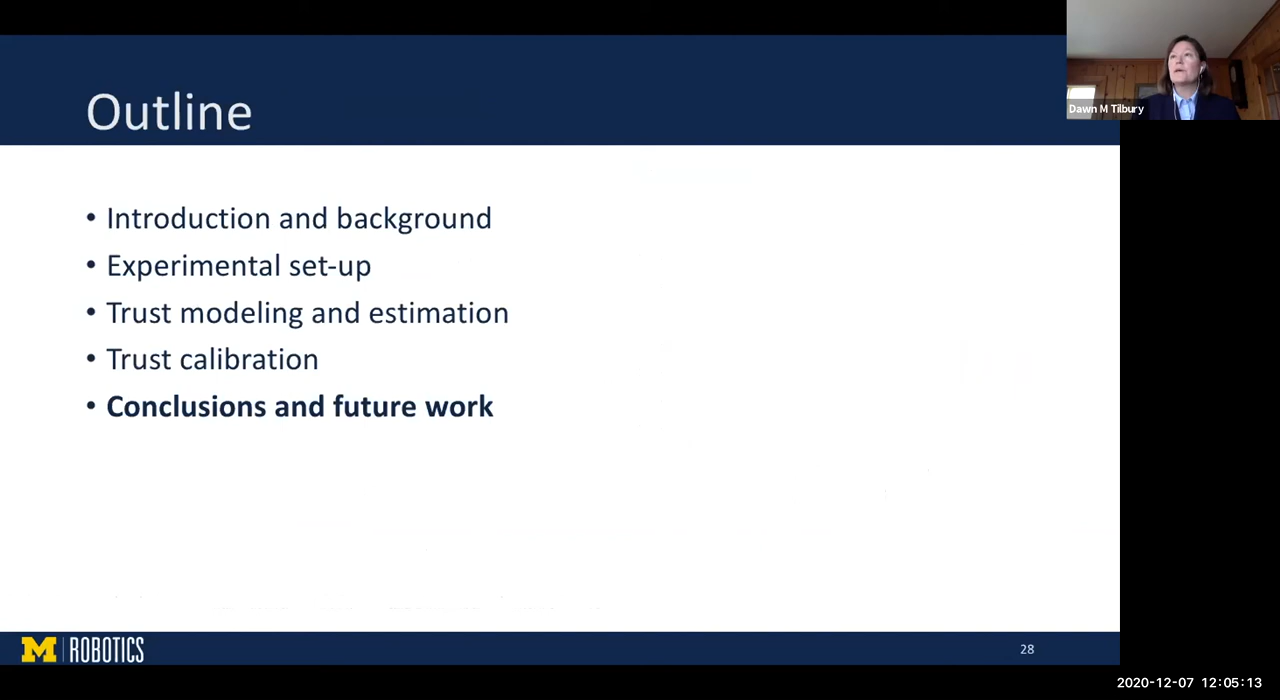 Outline
Dawn M Tilbury
• Introduction and background
• Experimental set-up
• Trust modeling and estimation
• Trust calibration
• Conclusions and future work
M | ROBOTICS
28
2020-12-07 12:05:13